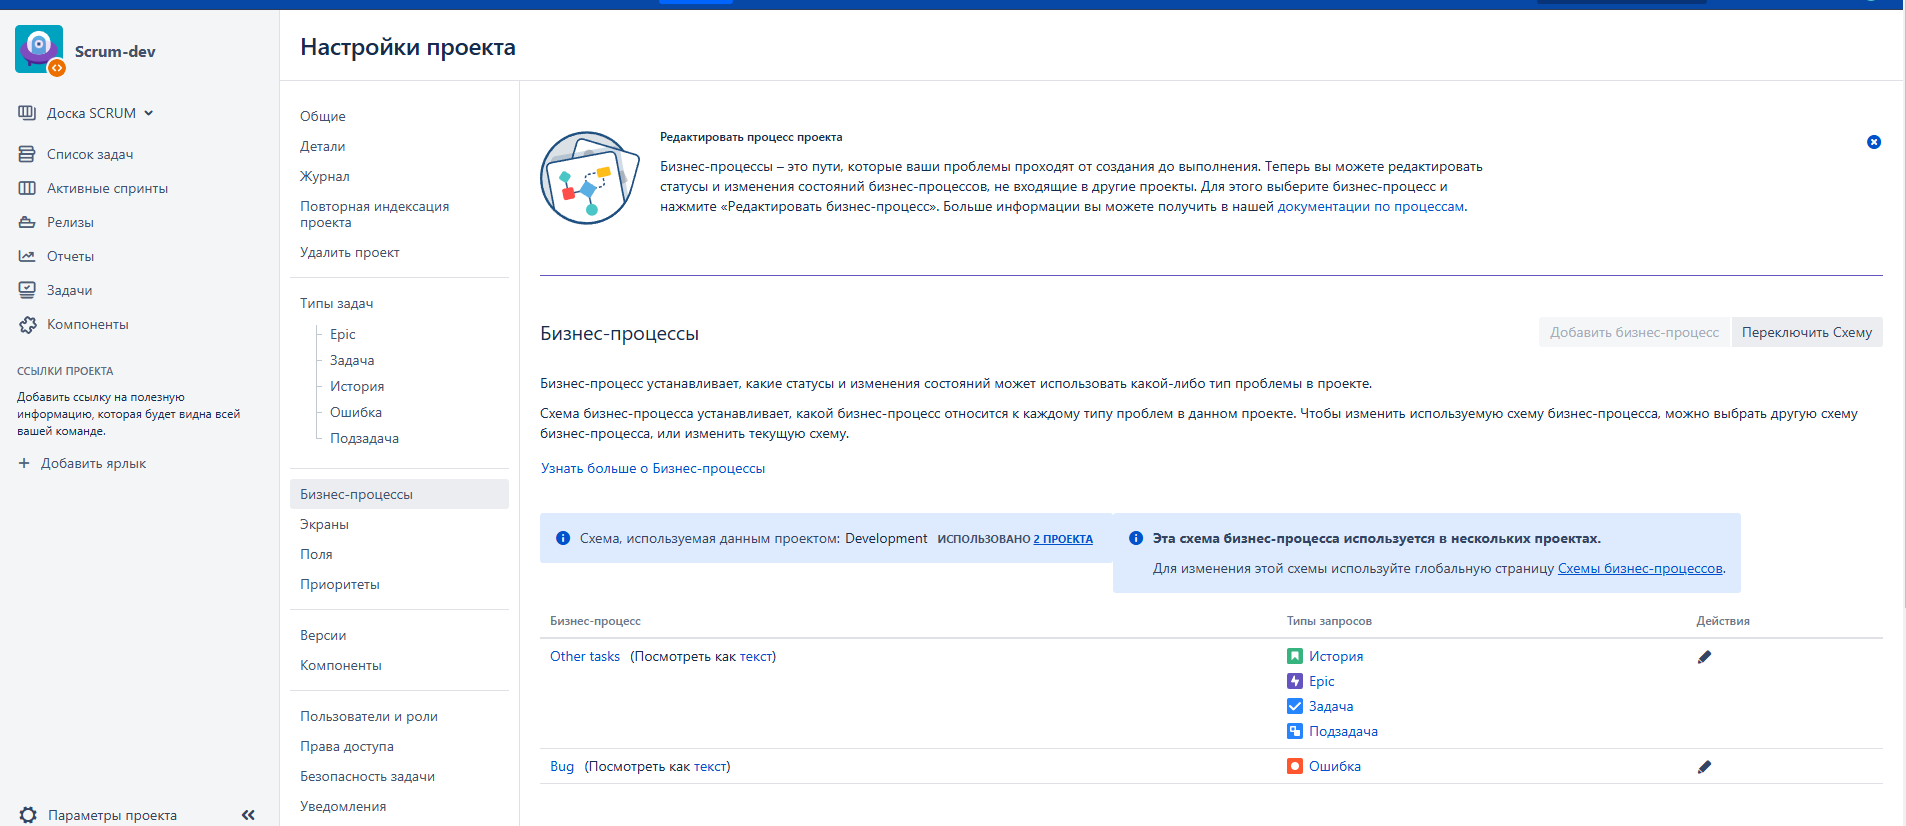 Scrum-dev
Доска SCRUM
Список задач
Активные спринты
Релизы
Отчеты
Задачи
Компоненты
ССЫЛКИ ПРОЕКТА
Добавить ссылку на полезную
информацию, которая будет видна всей
вашей команде.
+ Добавить ярлык
Параметры проекта
Настройки проекта
Общие
Детали
Журнал
Повторная индексация
проекта
Удалить проект
Типы задач
Epic
Задача
История
Ошибка
Подзадача
Бизнес-процессы
Экраны
Поля
Приоритеты
Версии
Компоненты
Пользователи и роли
Права доступа
Безопасность задачи
Уведомления
Редактировать процесс проекта
Бизнес-процессы – это пути, которые ваши проблемы проходят от создания до выполнения. Теперь вы можете редактировать
статусы и изменения состояний бизнес-процессов, не входящие в другие проекты. Для этого выберите бизнес-процесс и
нажмите «Редактировать бизнес-процесс». Больше информации вы можете получить в нашей документации по процессам.
Бизнес-процессы
Добавить бизнес-процесс Переключить Схему
Бизнес-процесс устанавливает, какие статусы и изменения состояний может использовать какой-либо тип проблемы в проекте.
Схема бизнес-процесса устанавливает, какой бизнес-процесс относится к каждому типу проблем в данном проекте. Чтобы изменить используемую схему бизнес-процесса, можно выбрать другую схему
бизнес-процесса, или изменить текущую схему.
Узнать больше о Бизнес-процессы
Схема, используемая данным проектом: Development ИСПОЛЬЗОВАНО 2 ПРОЕКТА
Эта схема бизнес-процесса используется в нескольких проектах.
Для изменения этой схемы используйте глобальную страницу Схемы бизнес-процессов.
Бизнес-процесс Типы запросов Действия
Other tasks (Посмотреть как текст) История
Epic
Задача
Подзадача
Bug (Посмотреть как текст) Ошибка